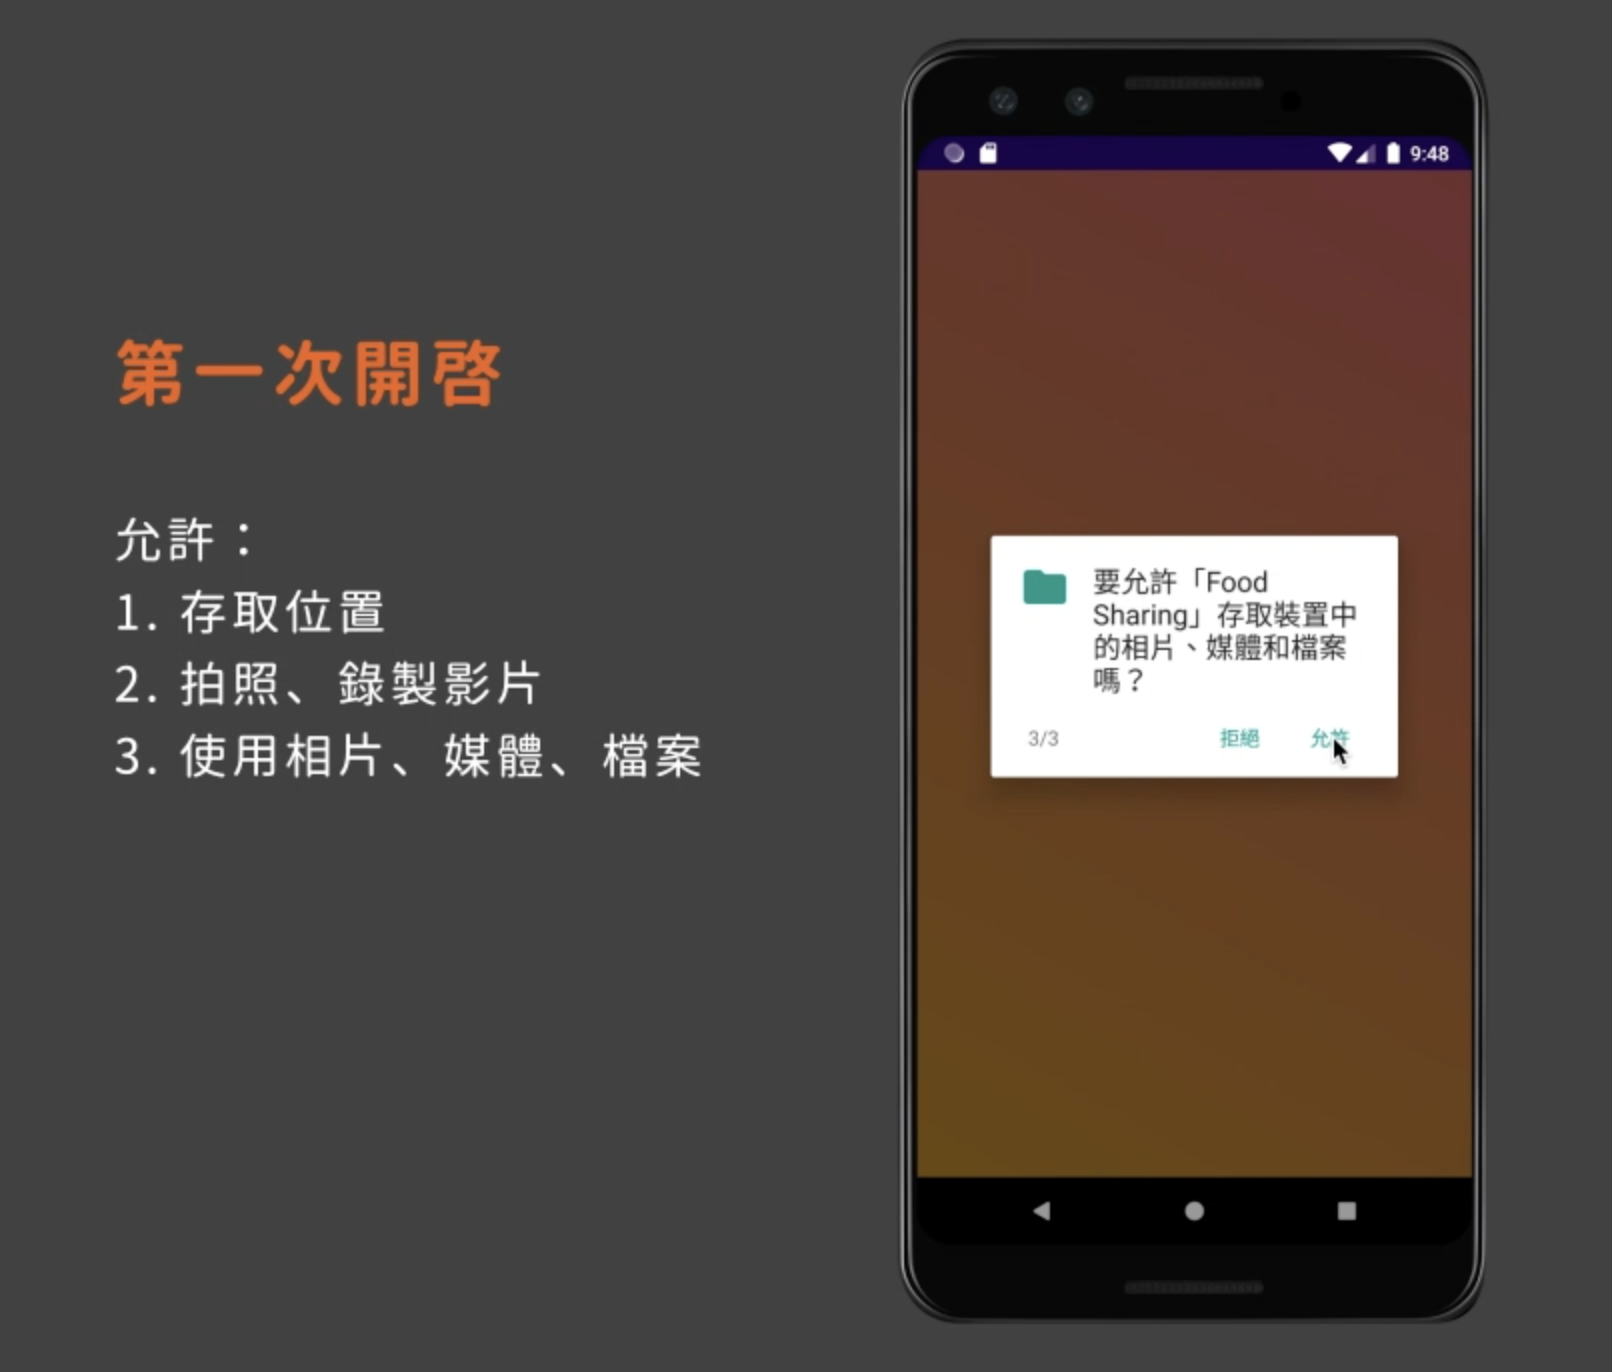 第一次開啓
允許：
1. 存取位置
2. 拍照、錄製影片
3. 使用相片、媒體、檔案
9:48
要允許「Food
Sharing」存取裝置中
的相片、媒體和檔案
嗎？
3/3
拒絕
允許